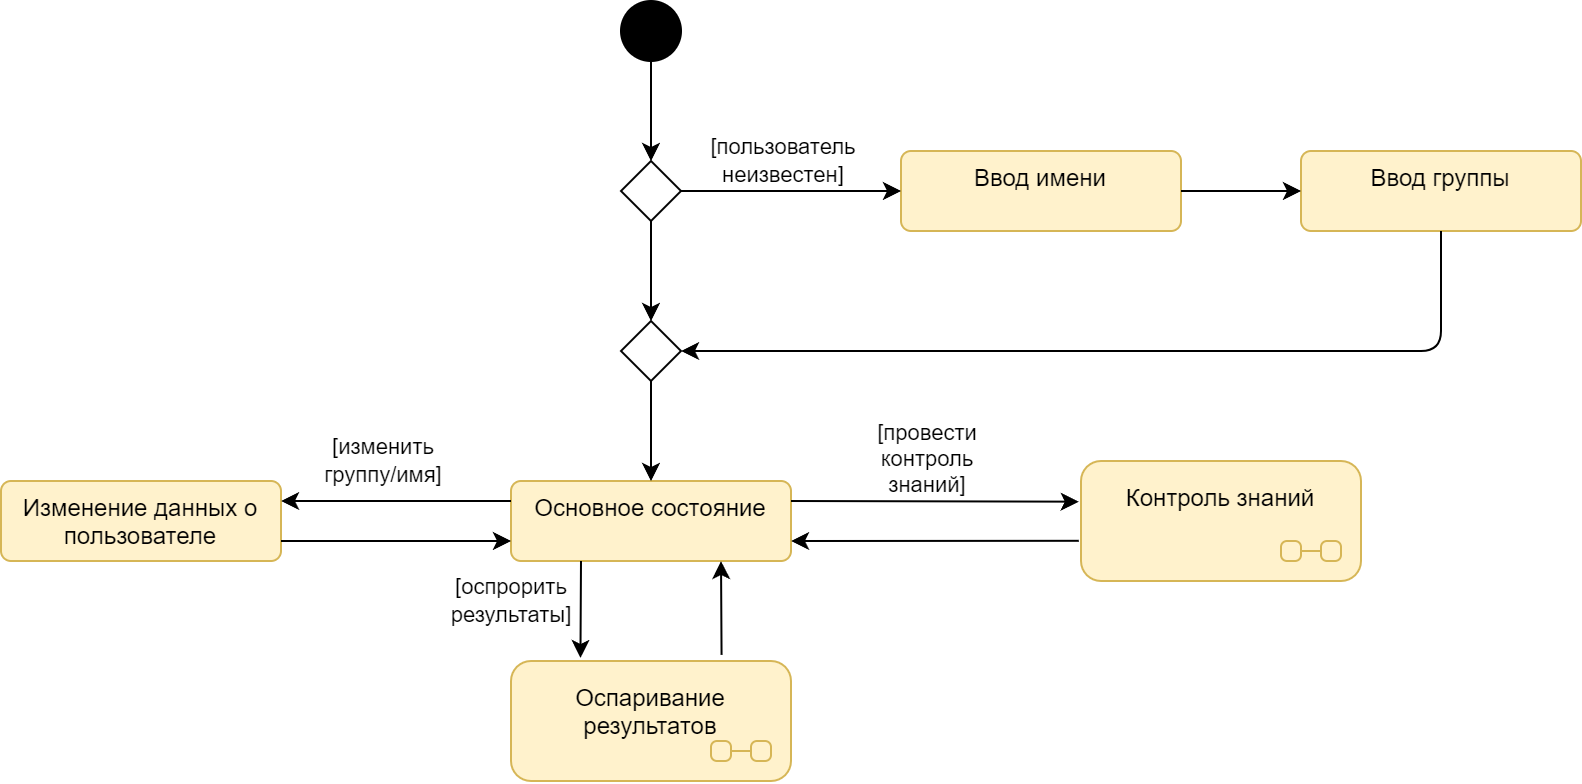 [пользователь
неизвестен]
Ввод имени
Ввод группы
[изменить
группу/имя]
[провести
контроль
знаний]
Изменение данных о
пользователе
Основное состояние
Контроль знаний
[оспрорить
результаты]
Оспаривание
результатов